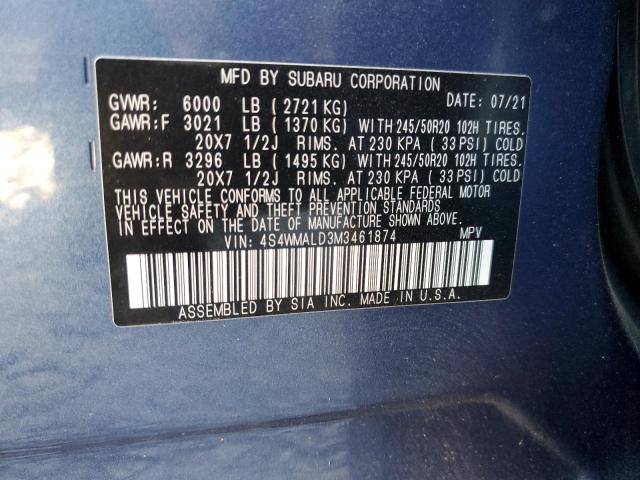 MFD BY SUBARU CORPORATION
GVWR: 6000 LB ( 2721 KG) DATE: 07/21
GAWR:F 3021 LB ( 1370 KG) WITH 245/50R20 102H TIRES.
20X7 1/2J RIMS. AT 230 KPA ( 33 PSI) COLD
GAWR:R 3296 LB ( 1495 KG) WITH 245/50R20 102H TIRES.
20X7 1/2J RIMS. AT 230 KPA ( 33 PSI) COLD
THIS VEHICLE CONFORMS TO ALL APPLICABLE FEDERAL MOTOR
VEHICLE SAFETY AND THEFT PREVENTION STANDARDS
IN EFFECT ON THE DATE OF MANUFACTURE SHOWN ABOVE.
VIN: 4S4WMALD3M3461874 MPV
ASSEMBLED BY SIA INC. MADE IN U.S.A.